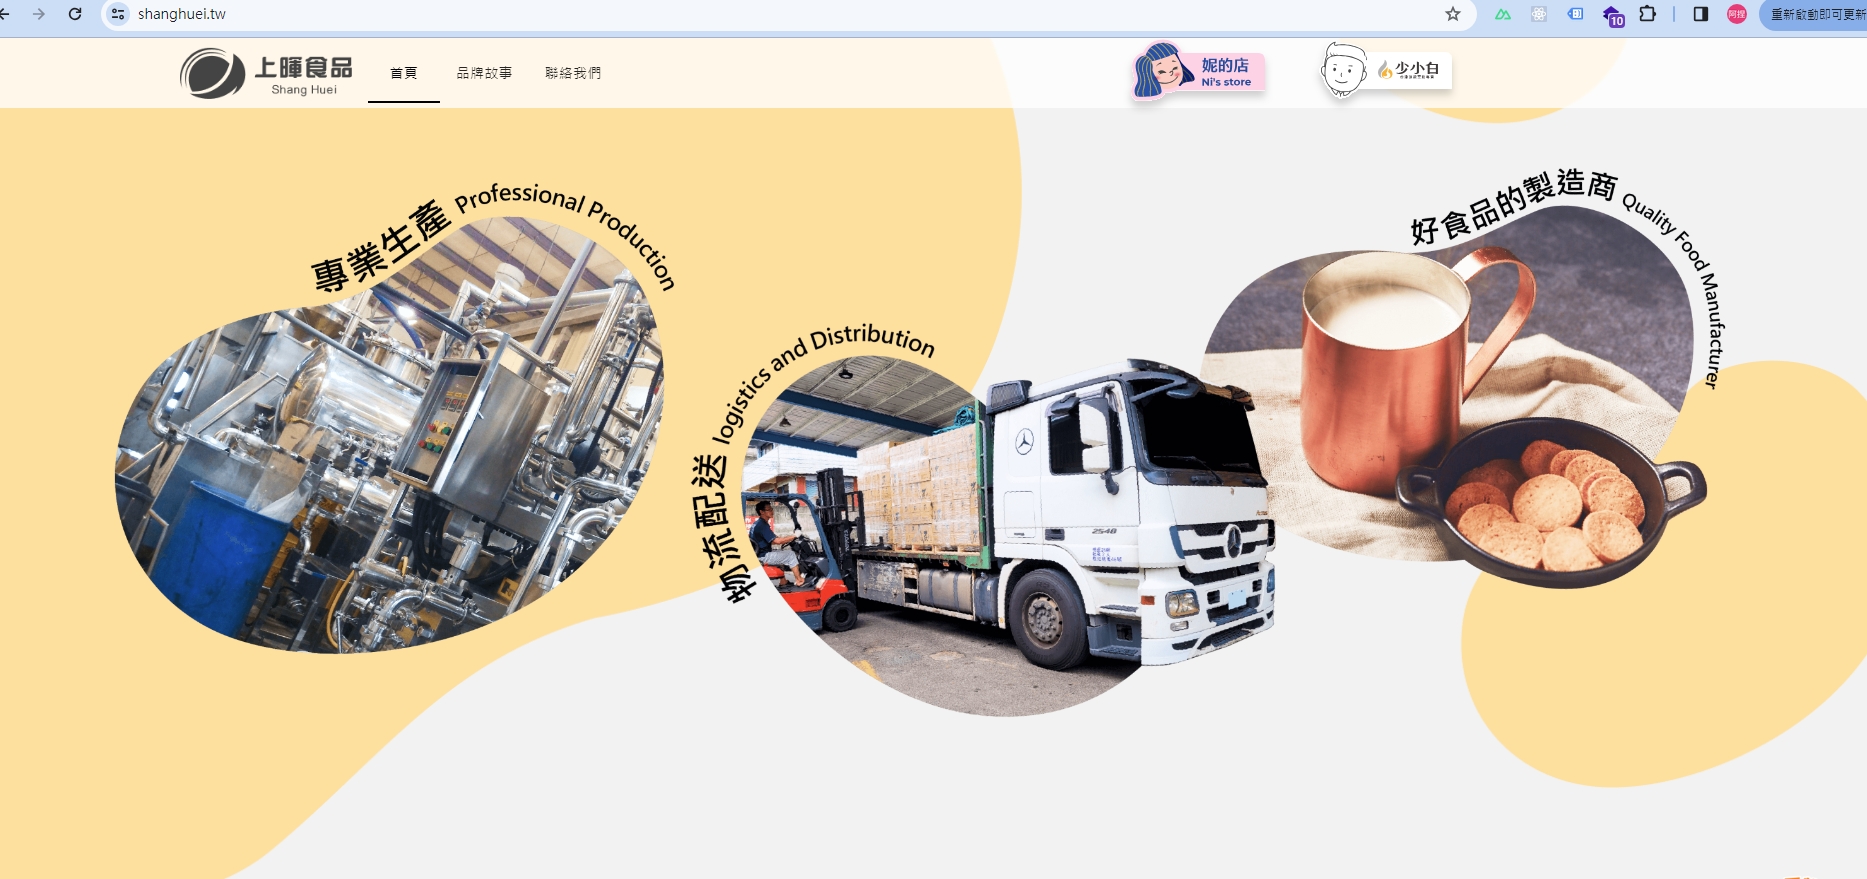 shanghuei.tw
10
阿捏
重新啟動即可更新
上暉食品
Shang Huei
首頁
品牌故事
聯絡我們
妮的店
Ni's store
少小白
專業生產 Professional Production
物流配送 logistics and Distribution
好食品的製造商 Quality Food Manufacturer
2548